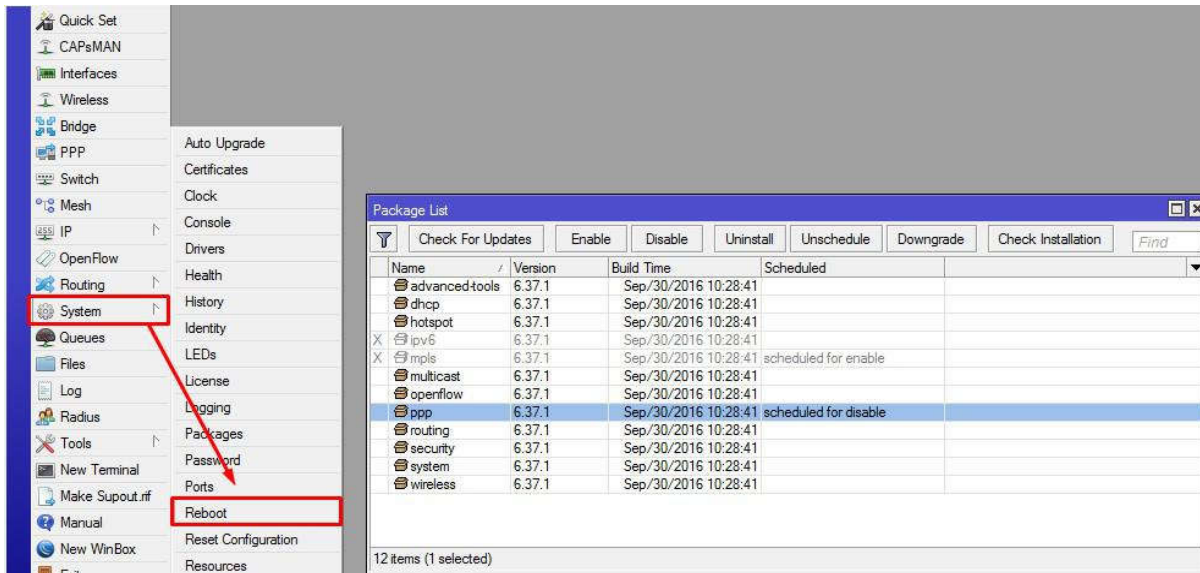 Quick Set
CAPsMAN
Interfaces
Wireless
Bridge
PPP
Switch
Mesh
IP
OpenFlow
Routing
System
Queues
Files
Log
Radius
Tools
New Terminal
Make Supout.rif
Manual
New WinBox
Auto Upgrade
Certificates
Clock
Console
Drivers
Health
History
Identity
LEDs
License
Logging
Packages
Password
Ports
Reboot
Reset Configuration
Resources
Package List
Check For Updates Enable Disable Uninstall Unschedule Downgrade Check Installation Find
Name / Version Build Time Scheduled
advanced-tools 6.37.1 Sep/30/2016 10:28:41
dhcp 6.37.1 Sep/30/2016 10:28:41
hotspot 6.37.1 Sep/30/2016 10:28:41
X ipv6 6.37.1 Sep/30/2016 10:28:41
X mpls 6.37.1 Sep/30/2016 10:28:41 scheduled for enable
multicast 6.37.1 Sep/30/2016 10:28:41
openflow 6.37.1 Sep/30/2016 10:28:41
ppp 6.37.1 Sep/30/2016 10:28:41 scheduled for disable
routing 6.37.1 Sep/30/2016 10:28:41
security 6.37.1 Sep/30/2016 10:28:41
system 6.37.1 Sep/30/2016 10:28:41
wireless 6.37.1 Sep/30/2016 10:28:41
12 items (1 selected)